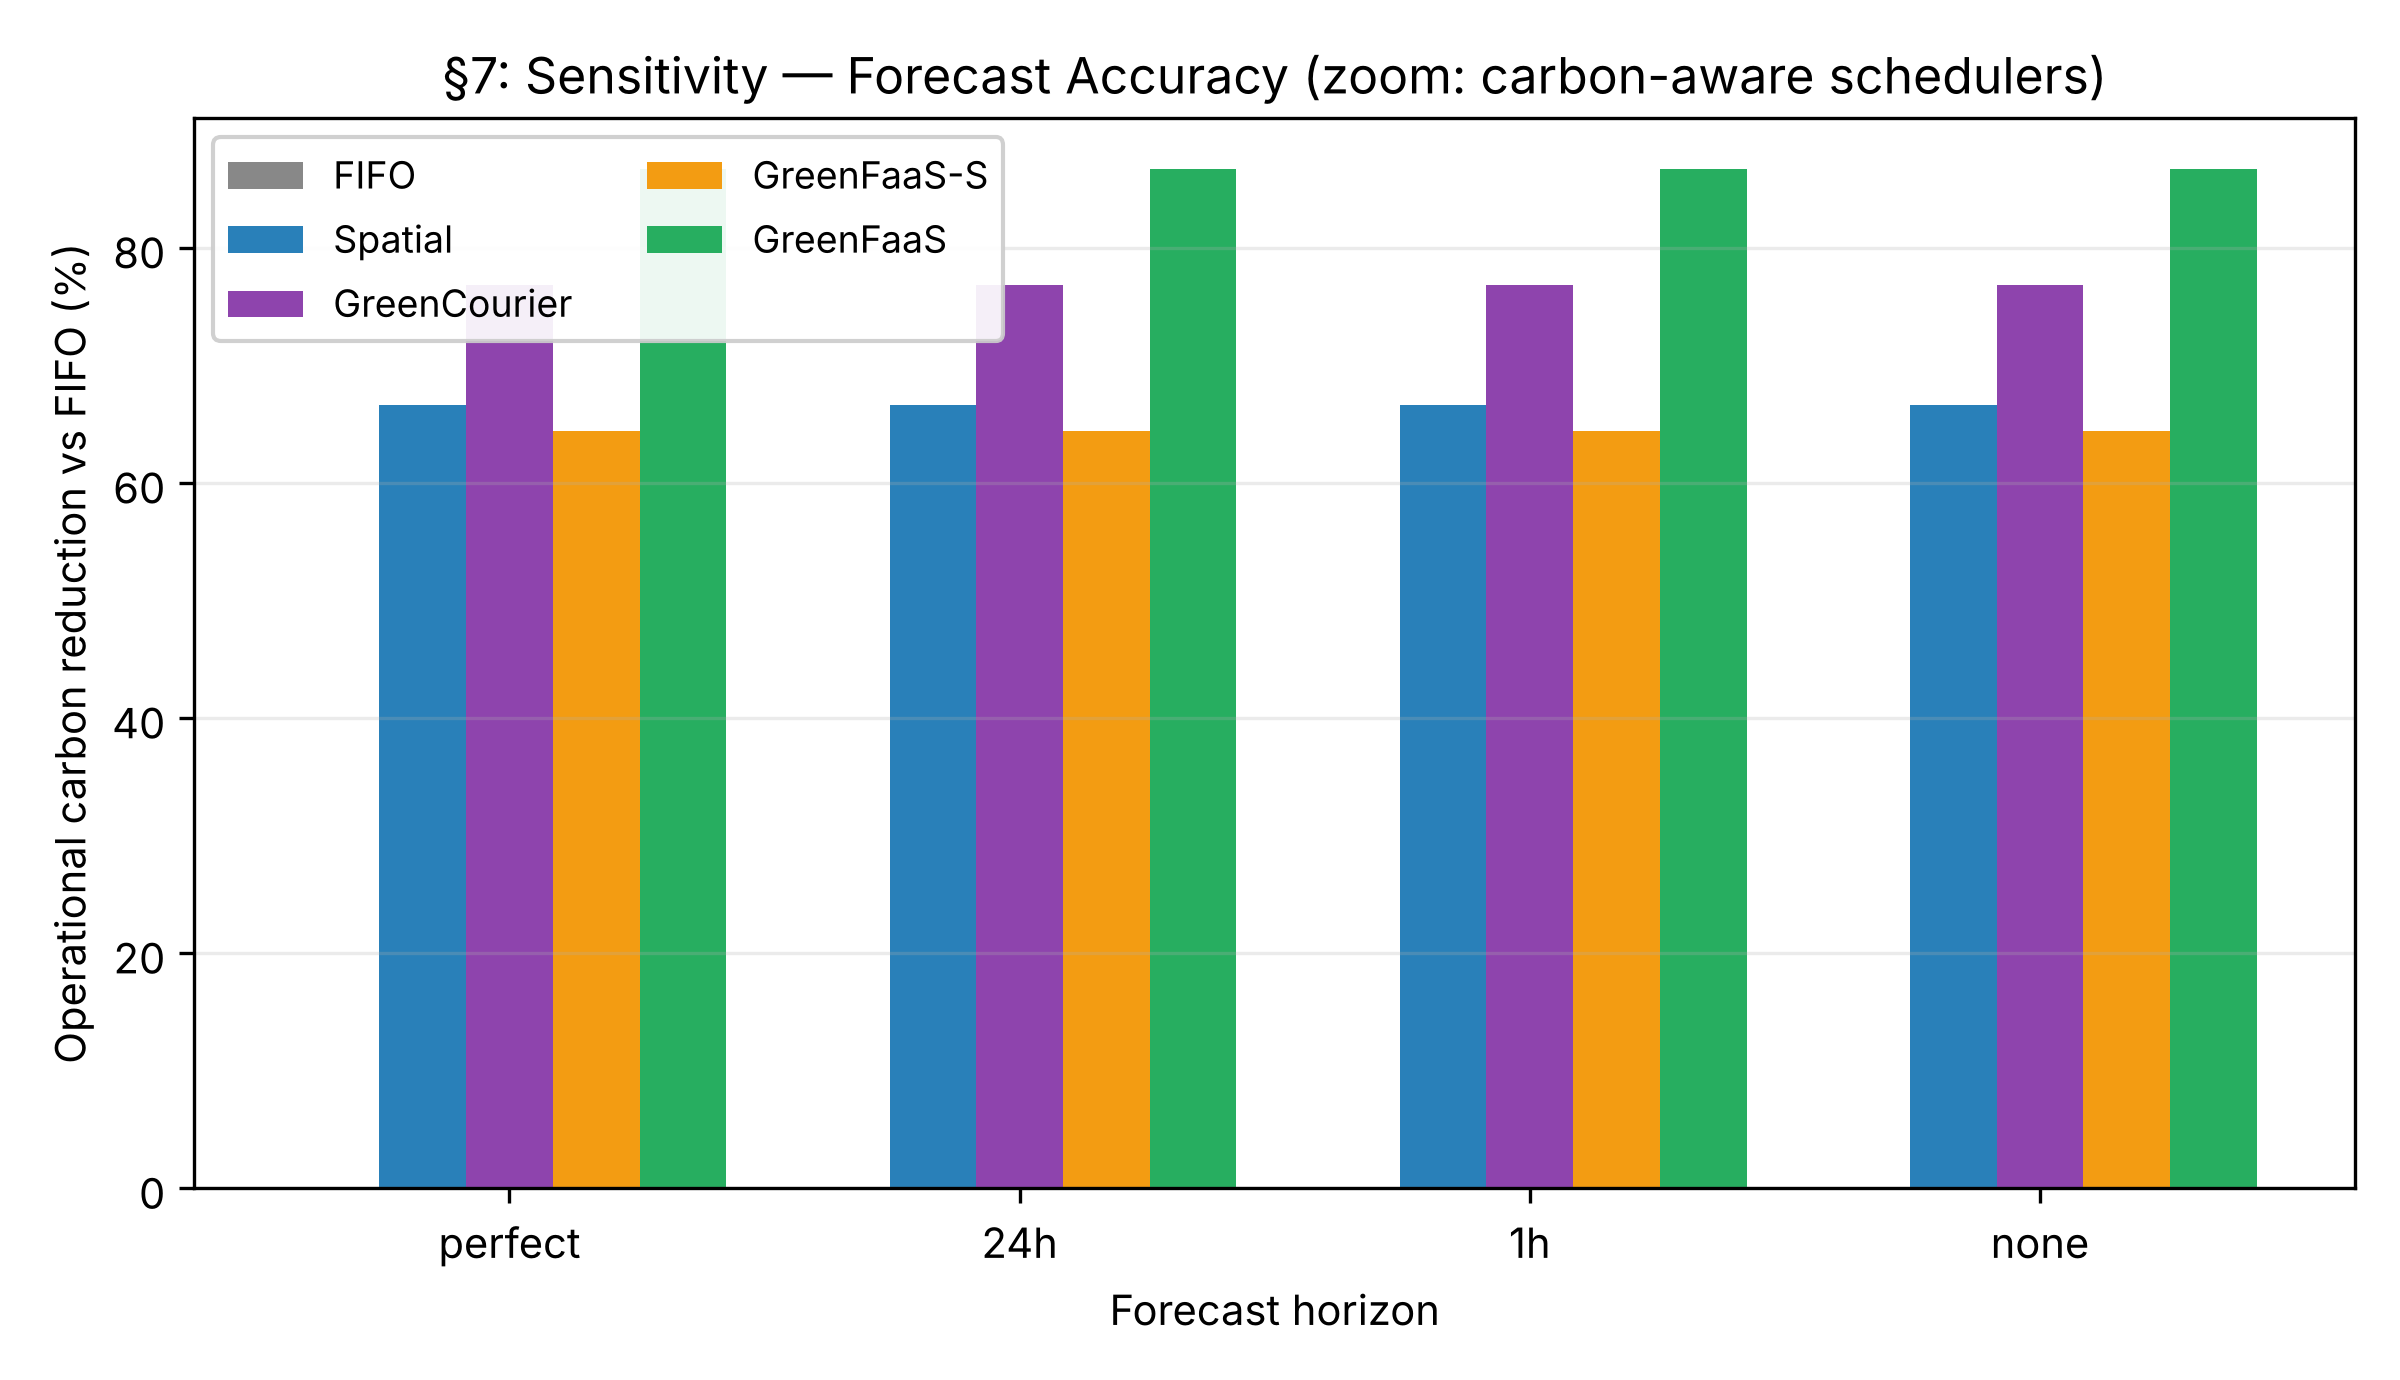 §7: Sensitivity — Forecast Accuracy (zoom: carbon-aware schedulers)
FIFO
Spatial
GreenCourier
GreenFaaS-S
GreenFaaS
Operational carbon reduction vs FIFO (%)
80
60
40
20
0
perfect
24h
1h
none
Forecast horizon